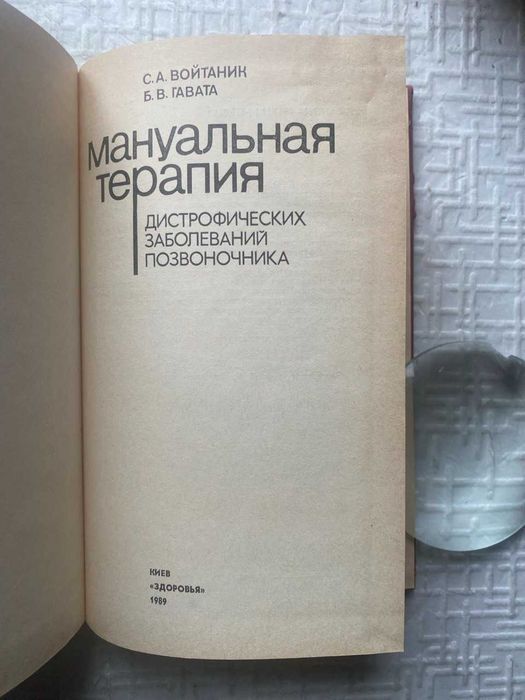 С. А. ВОЙТАНИК
Б. В. ГАВАТА
мануальная
терапия
ДИСТРОФИЧЕСКИХ
ЗАБОЛЕВАНИЙ
ПОЗВОНОЧНИКА
КИЕВ
«ЗДОРОВЬЯ»
1989